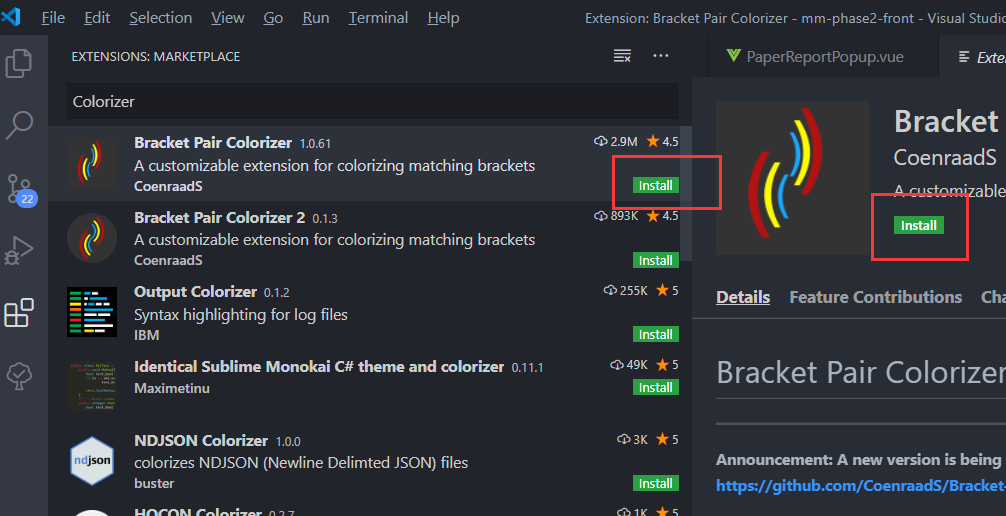 File Edit Selection View Go Run Terminal Help Extension: Bracket Pair Colorizer - mm-phase2-front - Visual Studio
EXTENSIONS: MARKETPLACE
PaperReportPopup.vue
Exten
Colorizer
Bracket Pair Colorizer 1.0.61 2.9M 4.5
A customizable extension for colorizing matching brackets
CoenraadS Install
Bracket Pair Colorizer 2 0.1.3 893K 4.5
A customizable extension for colorizing matching brackets
CoenraadS Install
Output Colorizer 0.1.2 255K 5
Syntax highlighting for log files
IBM Install
Identical Sublime Monokai C# theme and colorizer 0.11.1 49K 5
Maximetinu Install
ndjson
NDJSON Colorizer 1.0.0 3K 5
colorizes NDJSON (Newline Delimted JSON) files
buster Install
HOCON Colorizer 0.2.7 1K 5
22
Bracket
CoenraadS
A customizable
Install
Details Feature Contributions Cha
Bracket Pair Colorizer
Announcement: A new version is being
https://github.com/CoenraadS/Bracket-